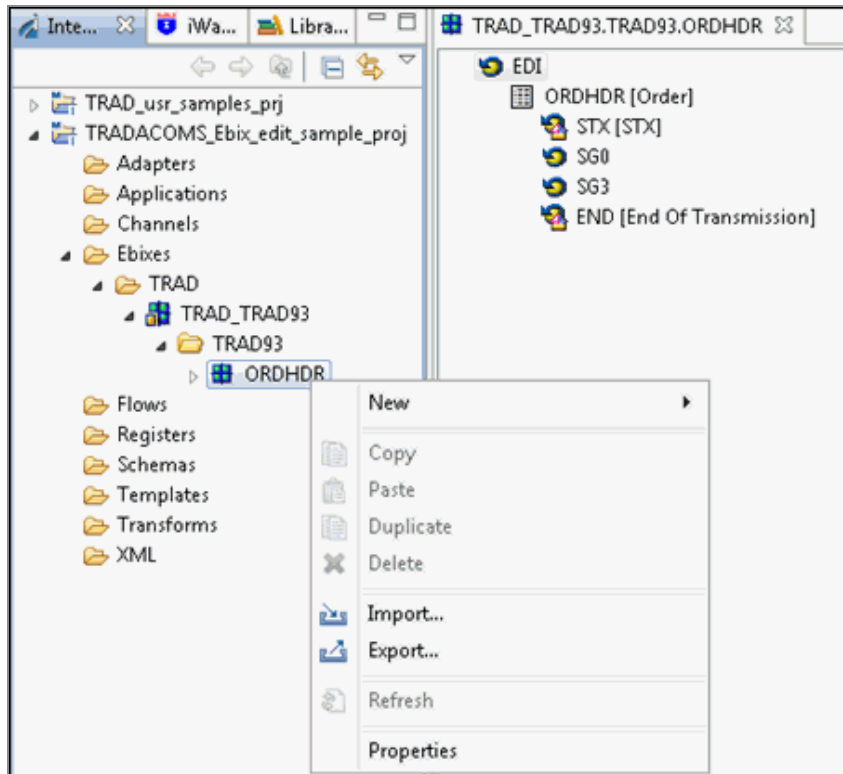 Inte...
iWa...
Libra...
TRAD_usr_samples_prj
TRADACOMS_Ebix_edit_sample_proj
Adapters
Applications
Channels
Ebixes
TRAD
TRAD_TRAD93
TRAD93
ORDHDR
Flows
Registers
Schemas
Templates
Transforms
XML
New
Copy
Paste
Duplicate
Delete
Import...
Export...
Refresh
Properties
TRAD_TRAD93.TRAD93.ORDHDR
EDI
ORDHDR [Order]
STX [STX]
SG0
SG3
END [End Of Transmission]